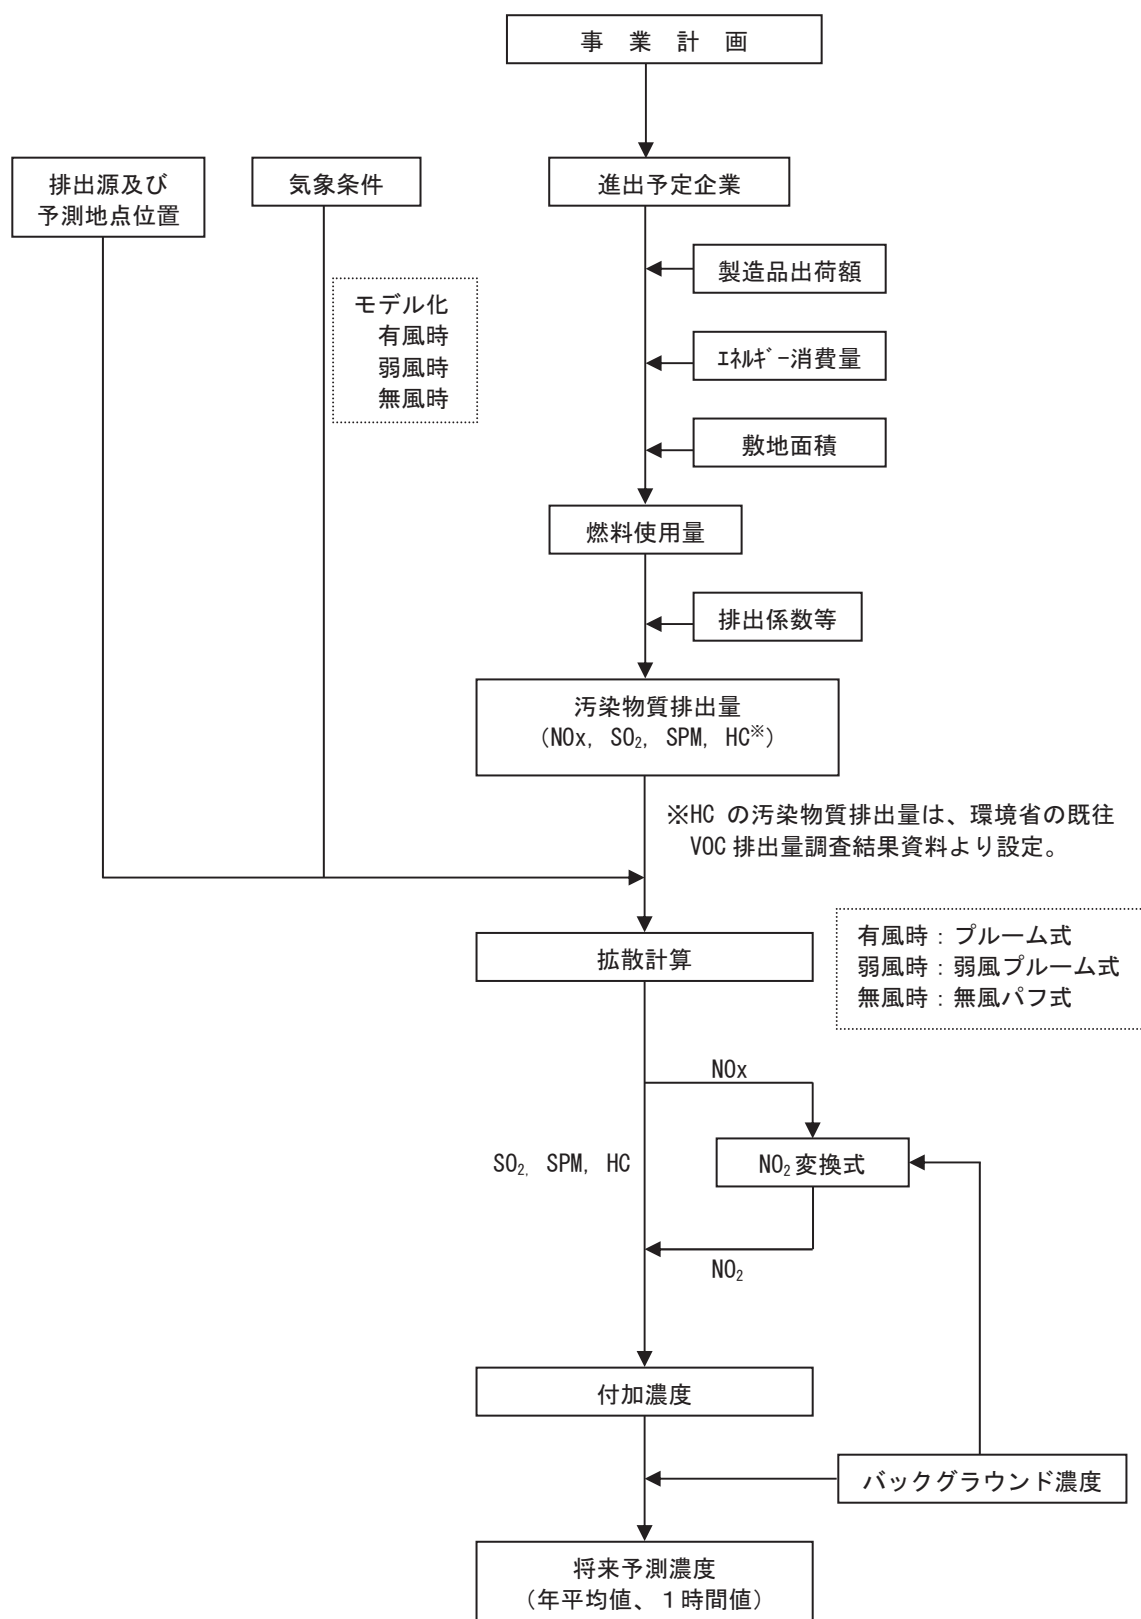 事　業　計　画
排出源及び
予測地点位置
気象条件
進出予定企業
製造品出荷額
モデル化
有風時
弱風時
無風時
ｴﾈﾙｷﾞｰ消費量
敷地面積
燃料使用量
排出係数等
汚染物質排出量
（NOx, SO₂, SPM, HC※）
※HC の汚染物質排出量は、環境省の既往
VOC 排出量調査結果資料より設定。
有風時：プルーム式
弱風時：弱風プルーム式
無風時：無風パフ式
拡散計算
NOx
SO₂, SPM, HC
NO₂変換式
NO₂
付加濃度
バックグラウンド濃度
将来予測濃度
（年平均値、１時間値）